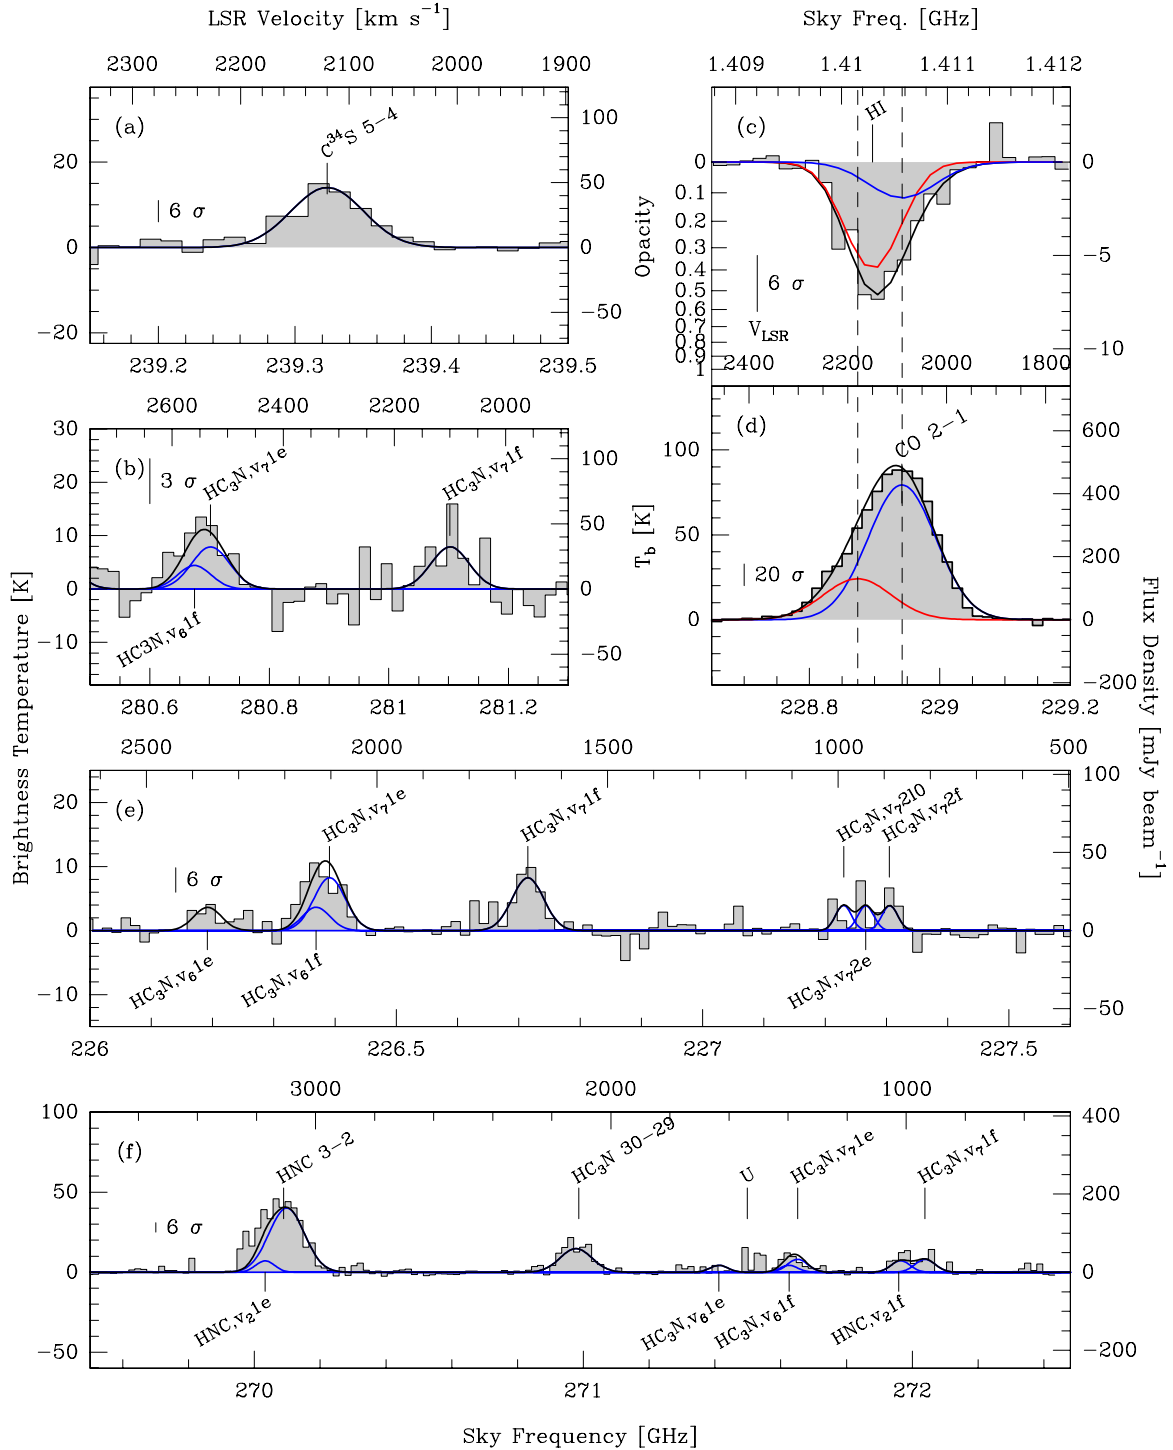 LSR Velocity [km s⁻¹]
Sky Freq. [GHz]
2300 2200 2100 2000 1900
1.409 1.41 1.411 1.412
(a)
C³⁴S 5−4
6 σ
20
0
−20
100
50
0
−50
239.2 239.3 239.4 239.5
(c)
HI
0
0.1
0.2
0.3
0.4
0.5
0.6
0.7
0.8
0.9
1
Opacity
6 σ
V_LSR
0
−5
−10
2400 2200 2000 1800
2600 2400 2200 2000
(b)
3 σ
HC₃N,v₇1e
HC₃N,v₇1f
HC3N,v₆1f
30
20
10
0
−10
100
50
0
−50
280.6 280.8 281 281.2
(d)
CO 2−1
T_b [K]
20 σ
100
50
0
600
400
200
0
−200
228.8 229 229.2
Brightness Temperature [K]
Flux Density [mJy beam⁻¹]
2500 2000 1500 1000 500
(e)
6 σ
HC₃N,v₇1e
HC₃N,v₇1f
HC₃N,v₇2l0
HC₃N,v₇2f
HC₃N,v₆1e
HC₃N,v₆1f
HC₃N,v₇2e
20
10
0
−10
100
50
0
−50
226 226.5 227 227.5
3000 2000 1000
(f)
6 σ
HNC 3−2
HC₃N 30−29
U
HC₃N,v₇1e
HC₃N,v₇1f
HNC,v₂1e
HC₃N,v₆1e
HC₃N,v₆1f
HNC,v₂1f
100
50
0
−50
400
200
0
−200
270 271 272
Sky Frequency [GHz]